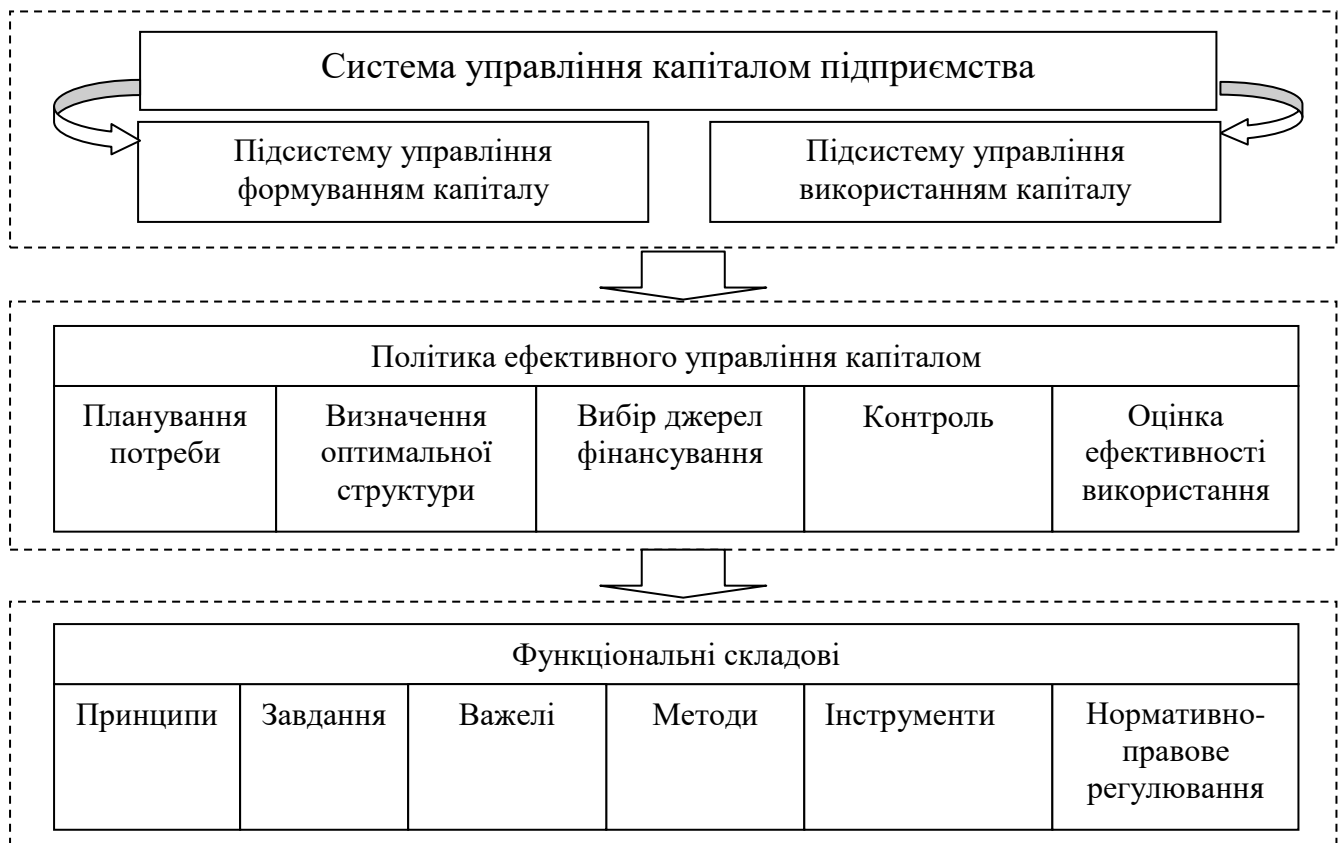 Система управління капіталом підприємства
Підсистему управління
формуванням капіталу
Підсистему управління
використанням капіталу
Політика ефективного управління капіталом
Планування
потреби
Визначення
оптимальної
структури
Вибір джерел
фінансування
Контроль
Оцінка
ефективності
використання
Функціональні складові
Принципи
Завдання
Важелі
Методи
Інструменти
Нормативно-
правове
регулювання